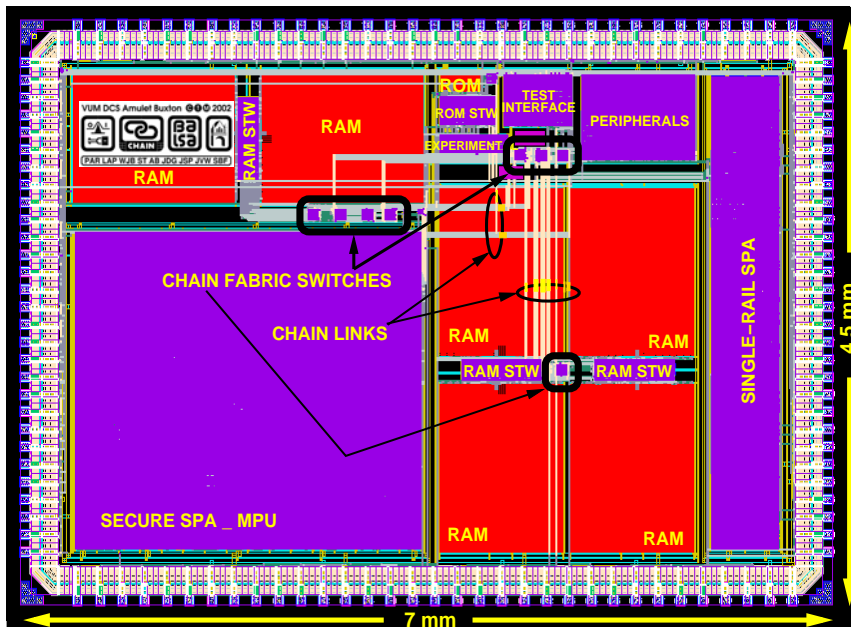 VUM DCS Amulet Buxton ©ⓉⓂ 2002
CHAIN
Balsa
PAR LAP WJB ST AB JDG JSP JVW SBF
RAM
RAM STW
RAM
ROM
ROM STW
EXPERIMENT
TEST
INTERFACE
PERIPHERALS
CHAIN FABRIC SWITCHES
CHAIN LINKS
RAM
RAM
RAM STW
RAM STW
SINGLE–RAIL SPA
4.5 mm
SECURE SPA _ MPU
RAM
RAM
7 mm